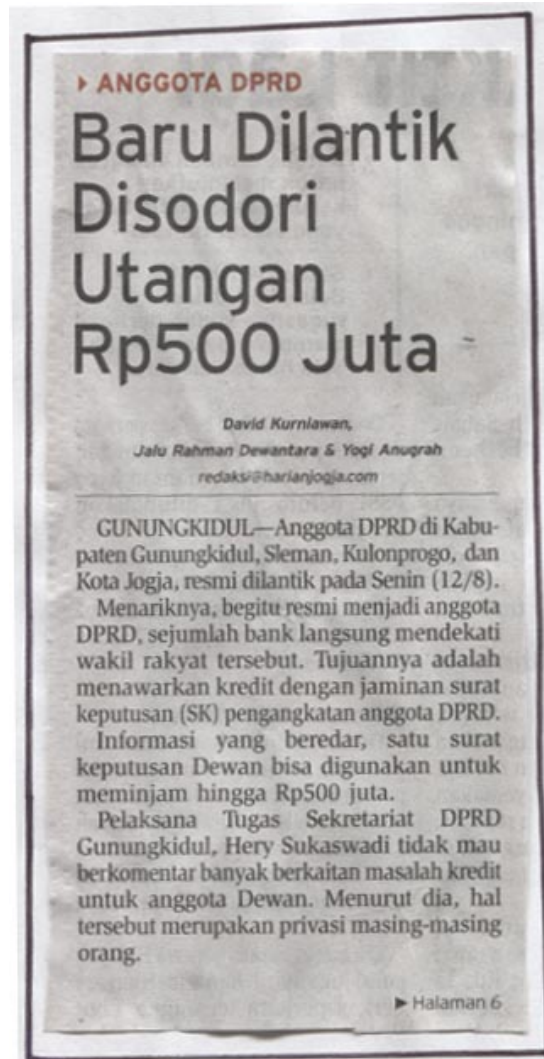 ▸ ANGGOTA DPRD
Baru Dilantik
Disodori
Utangan
Rp500 Juta
David Kurniawan,
Jalu Rahman Dewantara & Yogi Anugrah
redaksi@harianjogja.com
GUNUNGKIDUL—Anggota DPRD di Kabu-
paten Gunungkidul, Sleman, Kulonprogo, dan
Kota Jogja, resmi dilantik pada Senin (12/8).
Menariknya, begitu resmi menjadi anggota
DPRD, sejumlah bank langsung mendekati
wakil rakyat tersebut. Tujuannya adalah
menawarkan kredit dengan jaminan surat
keputusan (SK) pengangkatan anggota DPRD.
Informasi yang beredar, satu surat
keputusan Dewan bisa digunakan untuk
meminjam hingga Rp500 juta.
Pelaksana Tugas Sekretariat DPRD
Gunungkidul, Hery Sukaswadi tidak mau
berkomentar banyak berkaitan masalah kredit
untuk anggota Dewan. Menurut dia, hal
tersebut merupakan privasi masing-masing
orang.
▸ Halaman 6